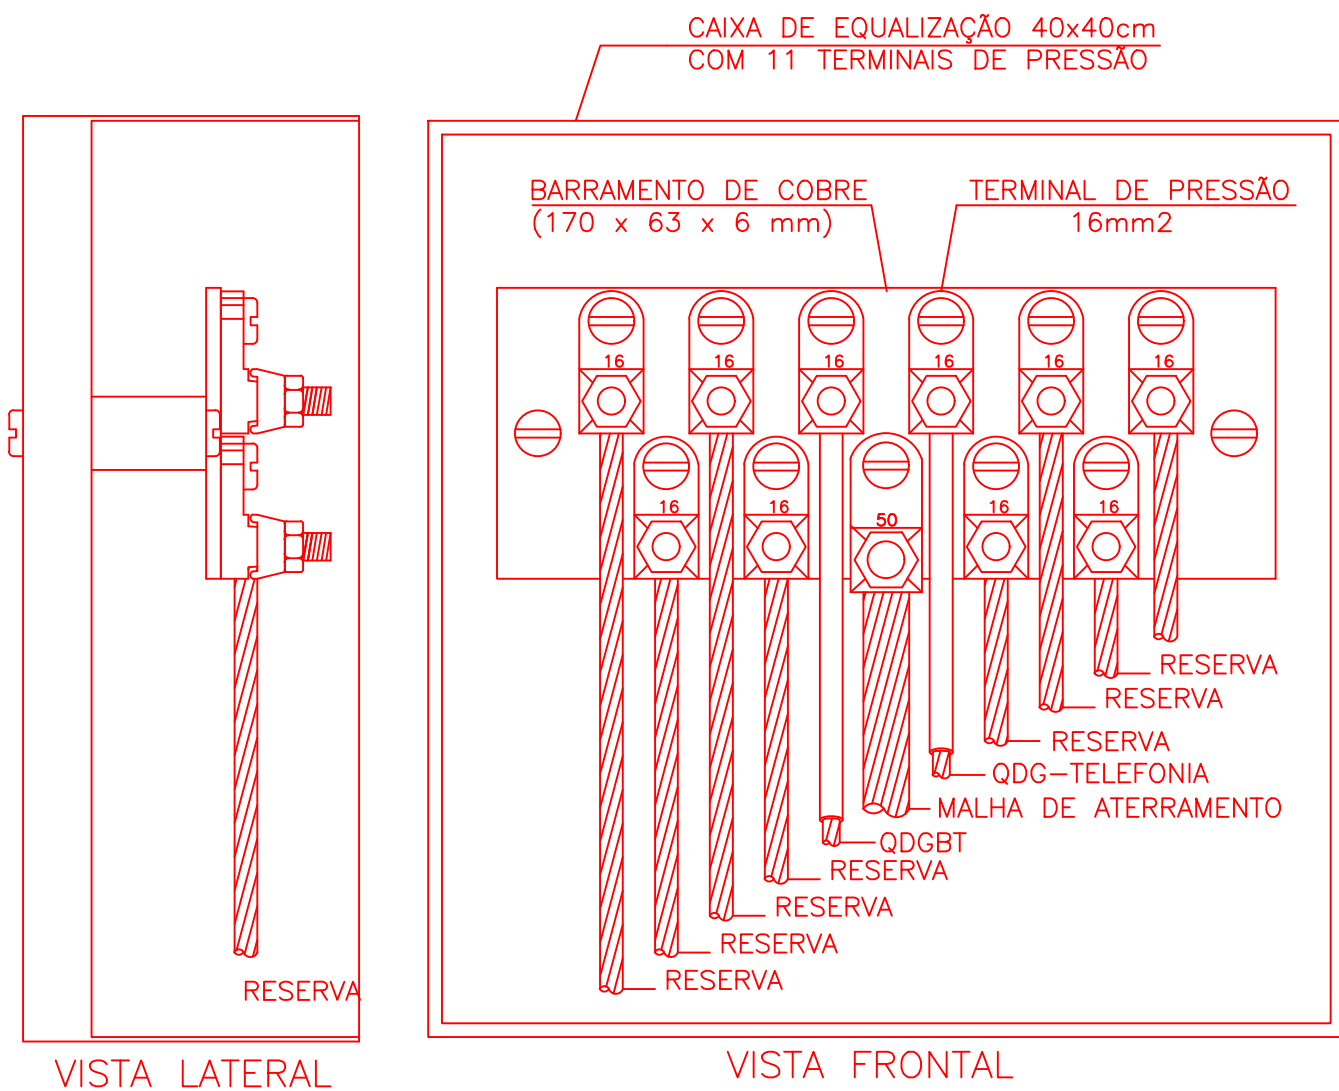 CAIXA DE EQUALIZAÇÃO 40x40cm
COM 11 TERMINAIS DE PRESSÃO
BARRAMENTO DE COBRE
(170 x 63 x 6 mm)
TERMINAL DE PRESSÃO
16mm2
16 16 16 16 16 16
16 16 50 16 16
RESERVA
RESERVA
RESERVA
QDG-TELEFONIA
MALHA DE ATERRAMENTO
QDGBT
RESERVA
RESERVA
RESERVA
RESERVA
RESERVA
VISTA LATERAL
VISTA FRONTAL